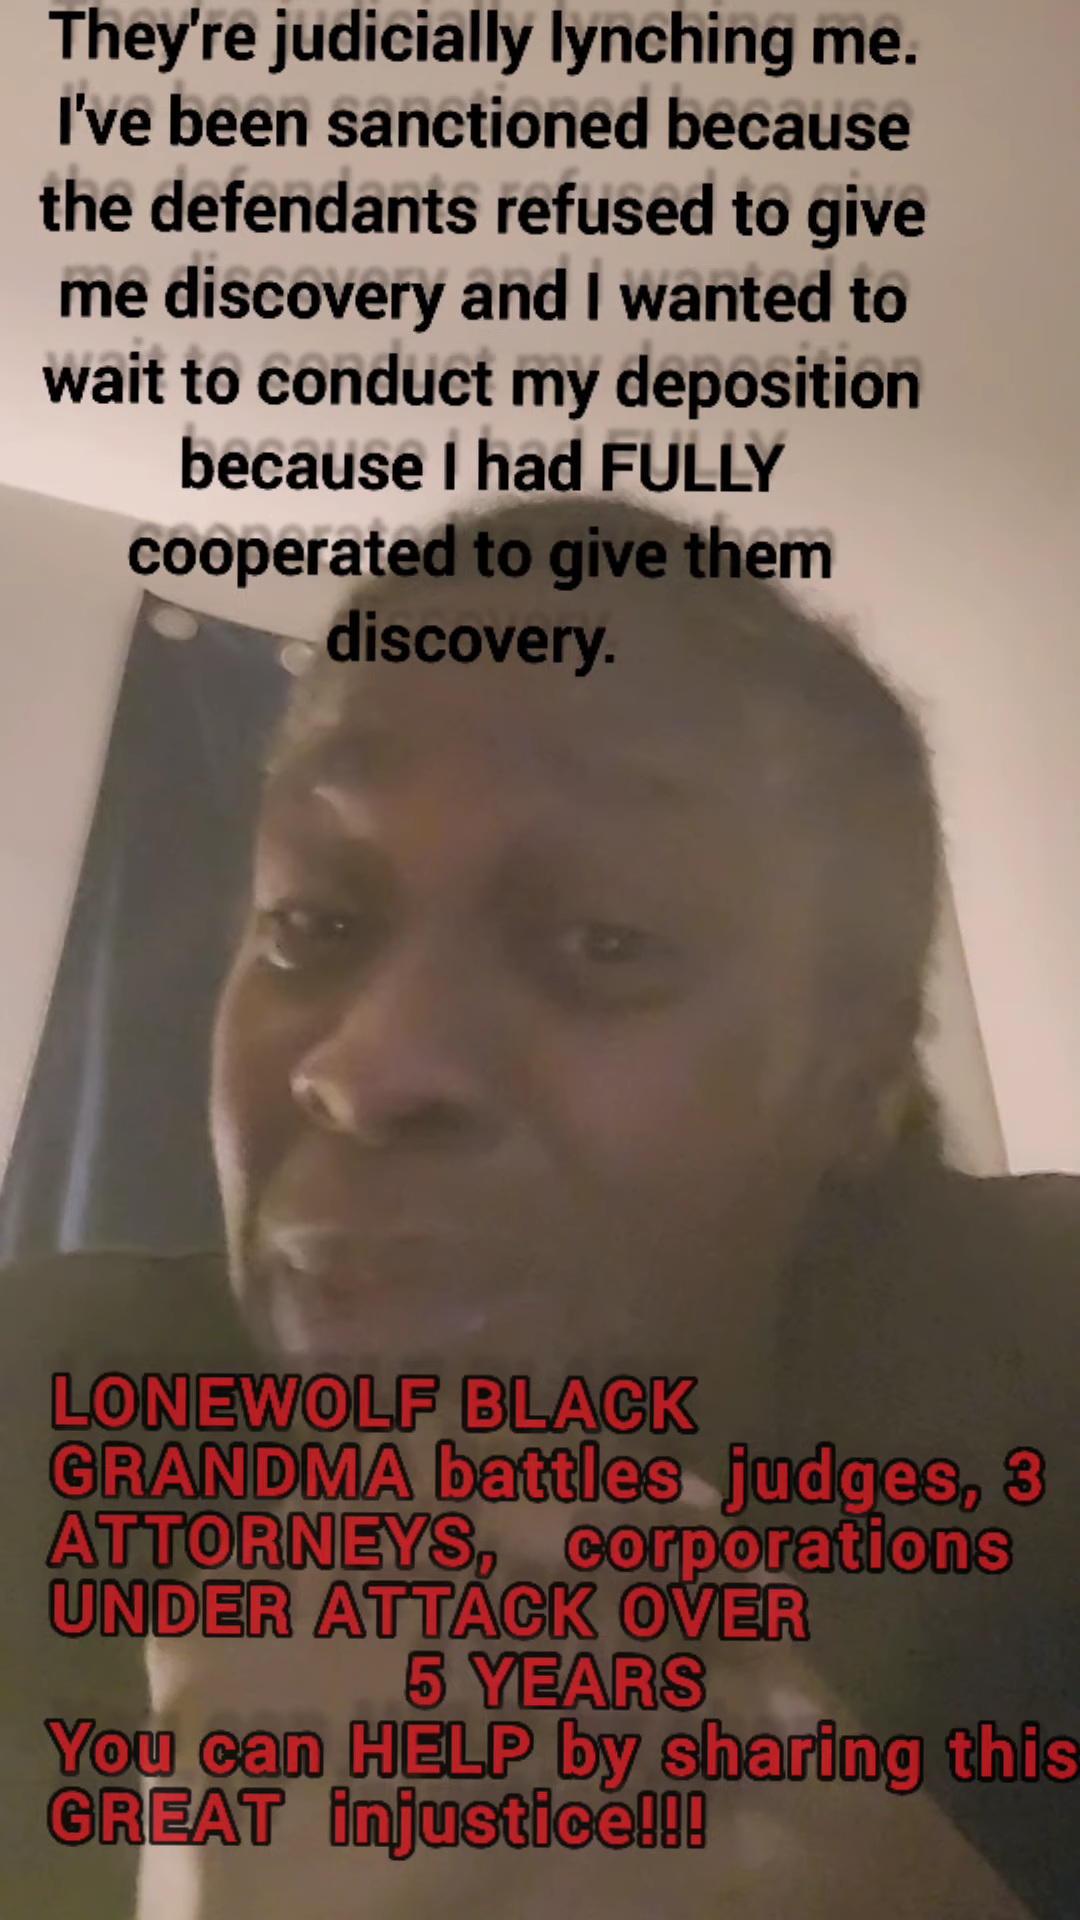 They're judicially lynching me.
I've been sanctioned because
the defendants refused to give
me discovery and I wanted to
wait to conduct my deposition
because I had FULLY
cooperated to give them
discovery.
LONEWOLF BLACK
GRANDMA battles judges, 3
ATTORNEYS, corporations
UNDER ATTACK OVER
5 YEARS
You can HELP by sharing this
GREAT injustice!!!